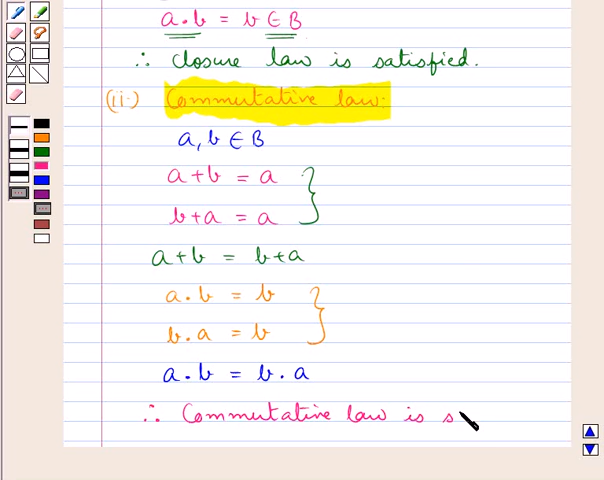 a . b = b ∈ B
∴ closure law is satisfied.
(ii.) Commutative law.
a, b ∈ B
a + b = a
b + a = a
a + b = b + a
a . b = b
b . a = b
a . b = b . a
∴ Commutative law is s